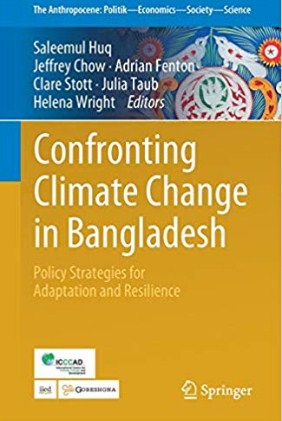 The Anthropocene: Politik—Economics—Society—Science
Saleemul Huq
Jeffrey Chow · Adrian Fenton
Clare Stott · Julia Taub
Helena Wright Editors
Confronting
Climate Change
in Bangladesh
Policy Strategies for
Adaptation and Resilience
ICCCAD
iied
GOBESHONA
Springer